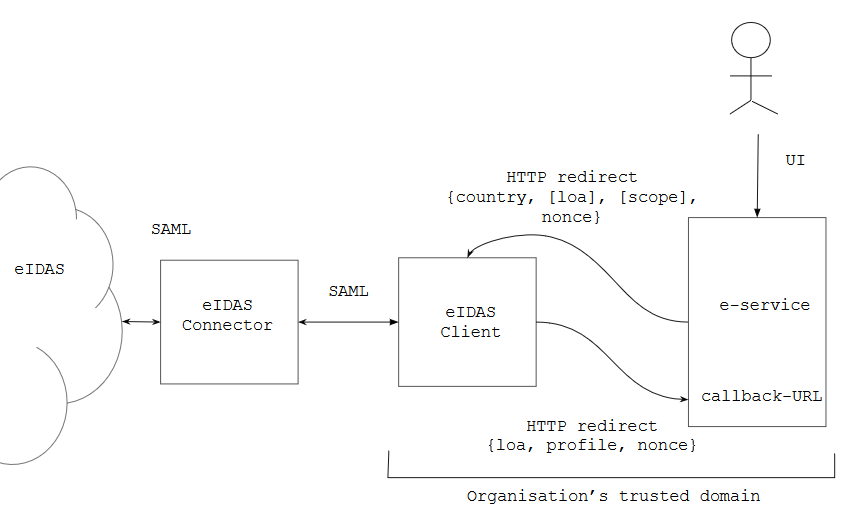 UI
HTTP redirect
{country, [loa], [scope],
nonce}
SAML
eIDAS
SAML
eIDAS
Connector
eIDAS
Client
e-service
callback-URL
HTTP redirect
{loa, profile, nonce}
Organisation's trusted domain